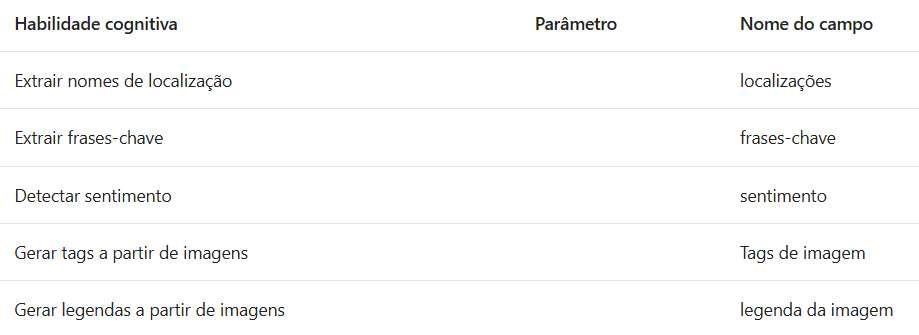 Habilidade cognitiva Parâmetro Nome do campo
Extrair nomes de localização localizações
Extrair frases-chave frases-chave
Detectar sentimento sentimento
Gerar tags a partir de imagens Tags de imagem
Gerar legendas a partir de imagens legenda da imagem